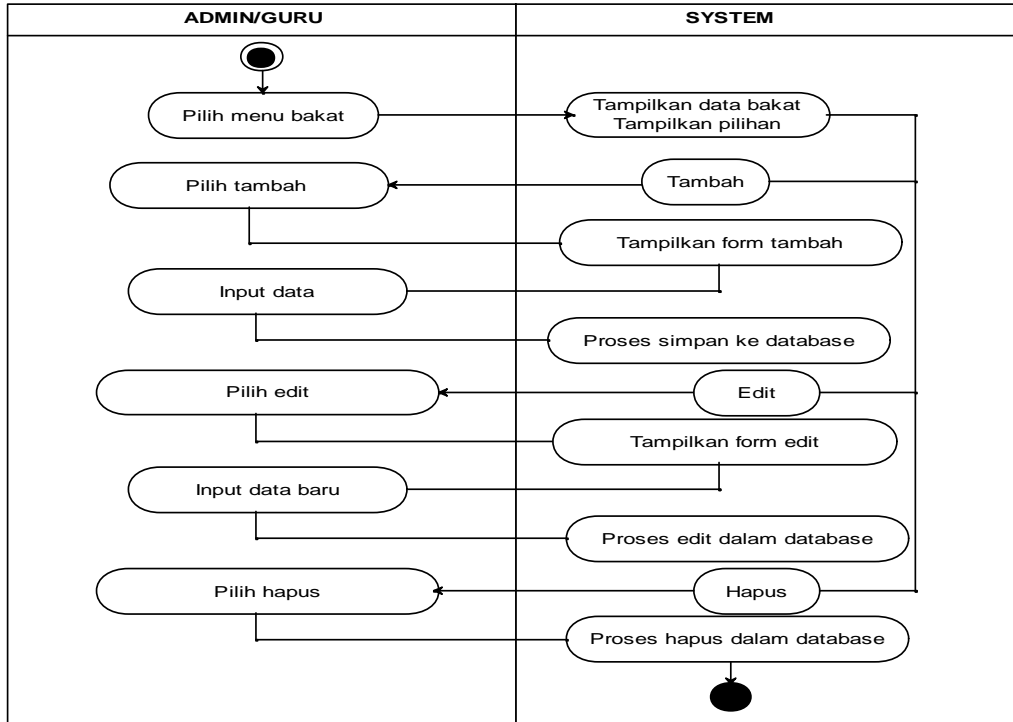 ADMIN/GURU
SYSTEM
Pilih menu bakat
Tampilkan data bakat
Tampilkan pilihan
Pilih tambah
Tambah
Tampilkan form tambah
Input data
Proses simpan ke database
Pilih edit
Edit
Tampilkan form edit
Input data baru
Proses edit dalam database
Pilih hapus
Hapus
Proses hapus dalam database